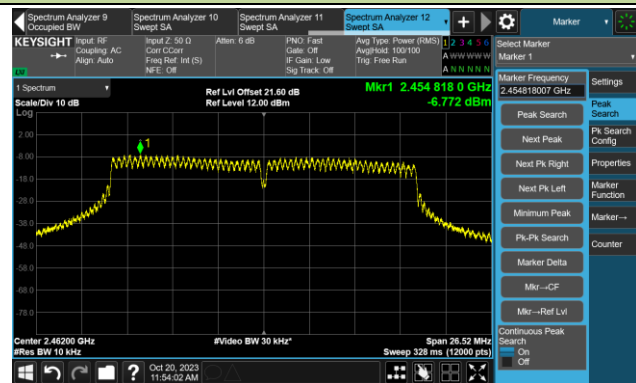 Spectrum Analyzer 9
Occupied BW
Spectrum Analyzer 10
Swept SA
Spectrum Analyzer 11
Swept SA
Spectrum Analyzer 12
Swept SA
+
Marker
KEYSIGHT
Input: RF
Coupling: AC
Align: Auto
Input Z: 50 Ω
Corr CCorr
Freq Ref: Int (S)
NFE: Off
Atten: 6 dB
PNO: Fast
Gate: Off
IF Gain: Low
Sig Track: Off
Avg Type: Power (RMS)
Avg|Hold: 100/100
Trig: Free Run
1 2 3 4 5 6
A W W W W W
A N N N N N
Select Marker
Marker 1
1 Spectrum
Scale/Div 10 dB
Log
Ref Lvl Offset 21.60 dB
Ref Level 12.00 dBm
Mkr1 2.454 818 0 GHz
-6.772 dBm
Marker Frequency
2.454818007 GHz
Settings
Peak Search
Peak
Search
Next Peak
Pk Search
Config
Next Pk Right
Properties
Next Pk Left
Marker
Function
Minimum Peak
Marker→
Pk-Pk Search
Counter
Marker Delta
Mkr→CF
Mkr→Ref Lvl
Continuous Peak
Search
On
Off
2.00
-8.00
-18.0
-28.0
-38.0
-48.0
-58.0
-68.0
-78.0
1
Center 2.46200 GHz
#Res BW 10 kHz
#Video BW 30 kHz*
Span 26.52 MHz
Sweep 328 ms (12000 pts)
?
Oct 20, 2023
11:54:02 AM